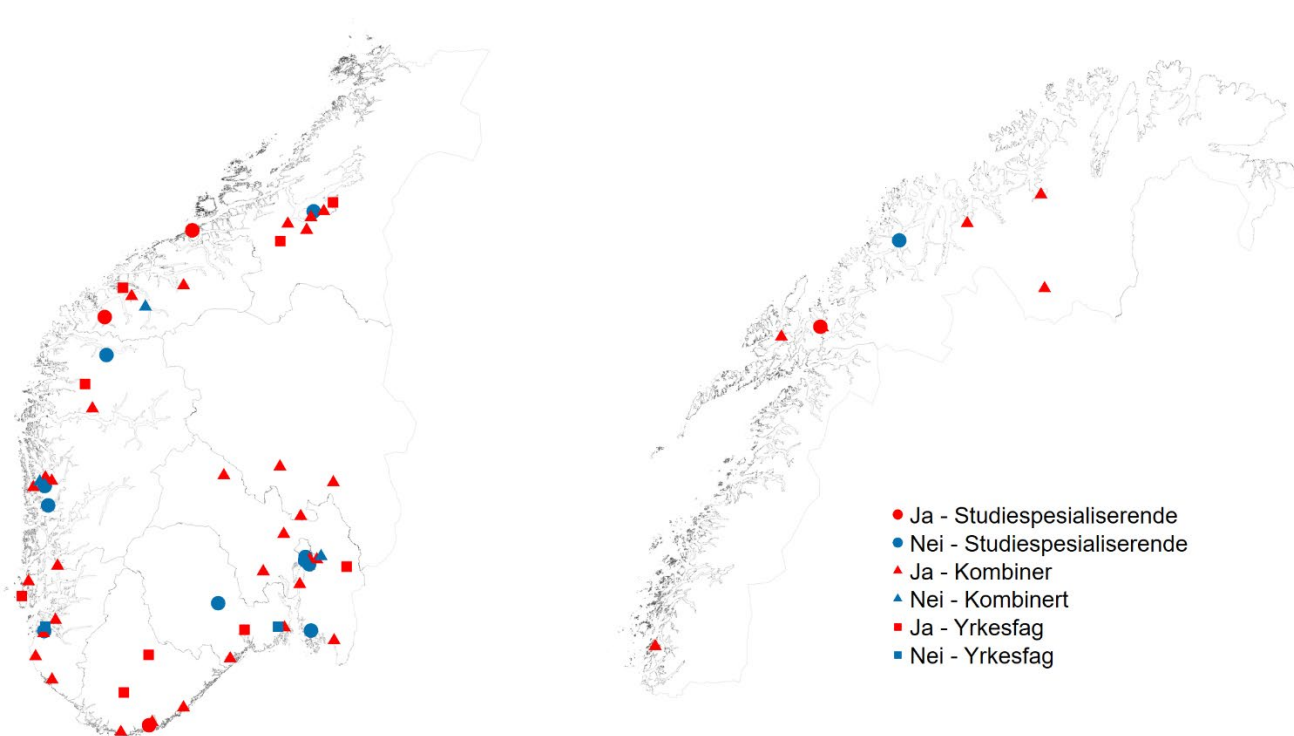 Ja - Studiespesialiserende
Nei - Studiespesialiserende
Ja - Kombiner
Nei - Kombinert
Ja - Yrkesfag
Nei - Yrkesfag